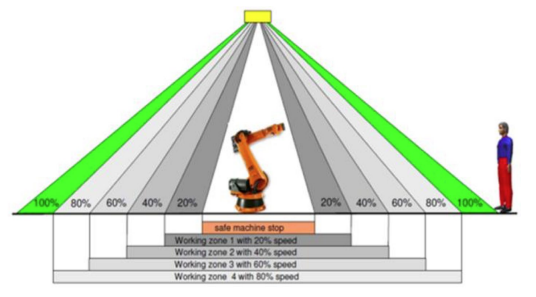 100% 80% 60% 40% 20% 20% 40% 60% 80% 100%
safe machine stop
Working zone 1 with 20% speed
Working zone 2 with 40% speed
Working zone 3 with 60% speed
Working zone 4 with 80% speed